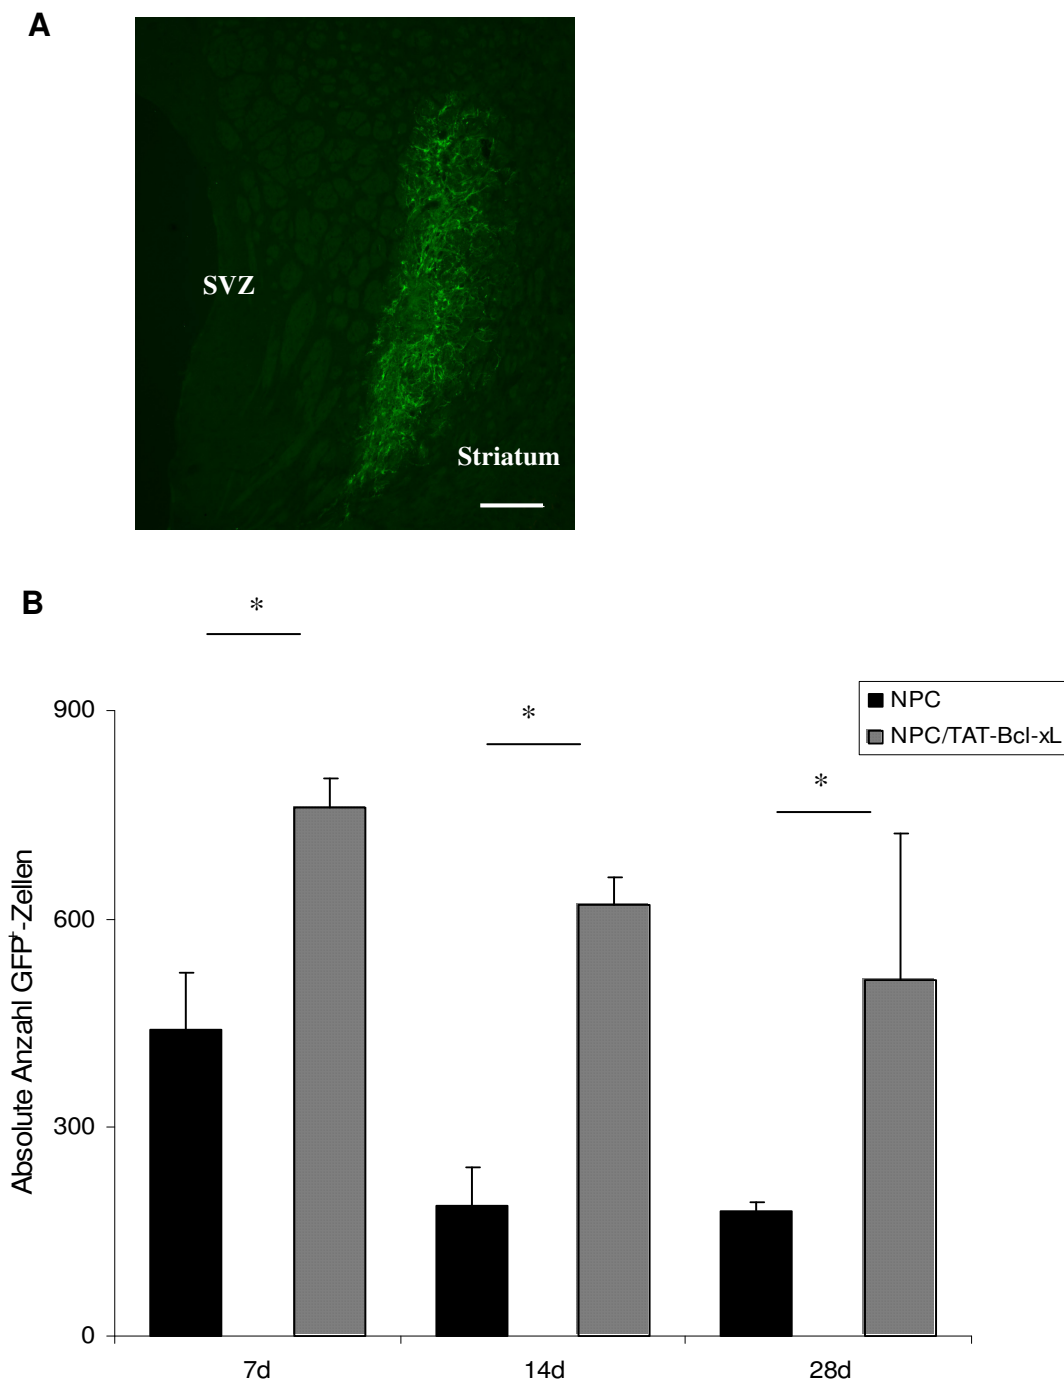 A
SVZ
Striatum
B
*
*
*
NPC
NPC/TAT-Bcl-xL
Absolute Anzahl GFP⁺-Zellen
900
600
300
0
7d
14d
28d